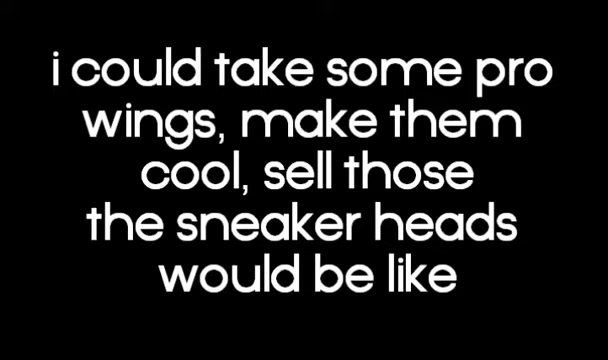 i could take some pro
wings, make them
cool, sell those
the sneaker heads
would be like